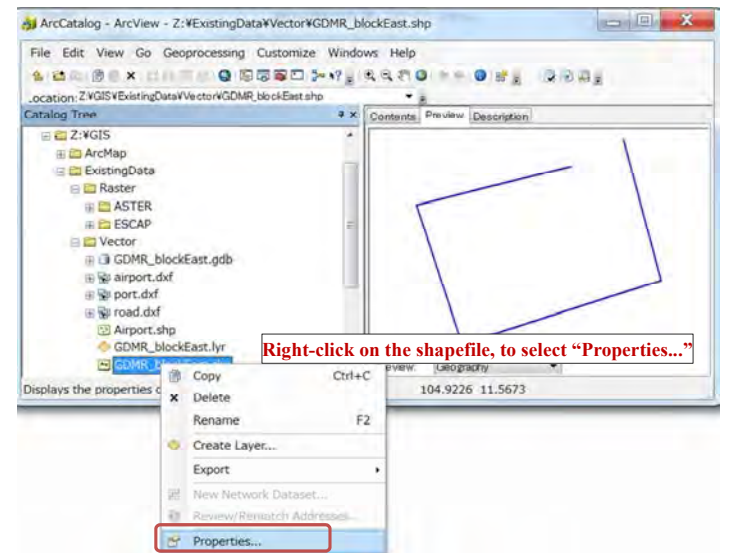 ArcCatalog - ArcView - Z:¥ExistingData¥Vector¥GDMR_blockEast.shp
File Edit View Go Geoprocessing Customize Windows Help
Location: Z:¥GIS¥ExistingData¥Vector¥GDMR_blockEast.shp
Catalog Tree
Contents Preview Description
Z:¥GIS
ArcMap
ExistingData
Raster
ASTER
ESCAP
Vector
GDMR_blockEast.gdb
airport.dxf
port.dxf
road.dxf
Airport.shp
GDMR_blockEast.lyr
Right-click on the shapefile, to select “Properties...”
Geography
Displays the properties
104.9226 11.5673
Copy Ctrl+C
Delete
Rename F2
Create Layer...
Export
New Network Dataset...
Review/Rematch Addresses...
Properties...